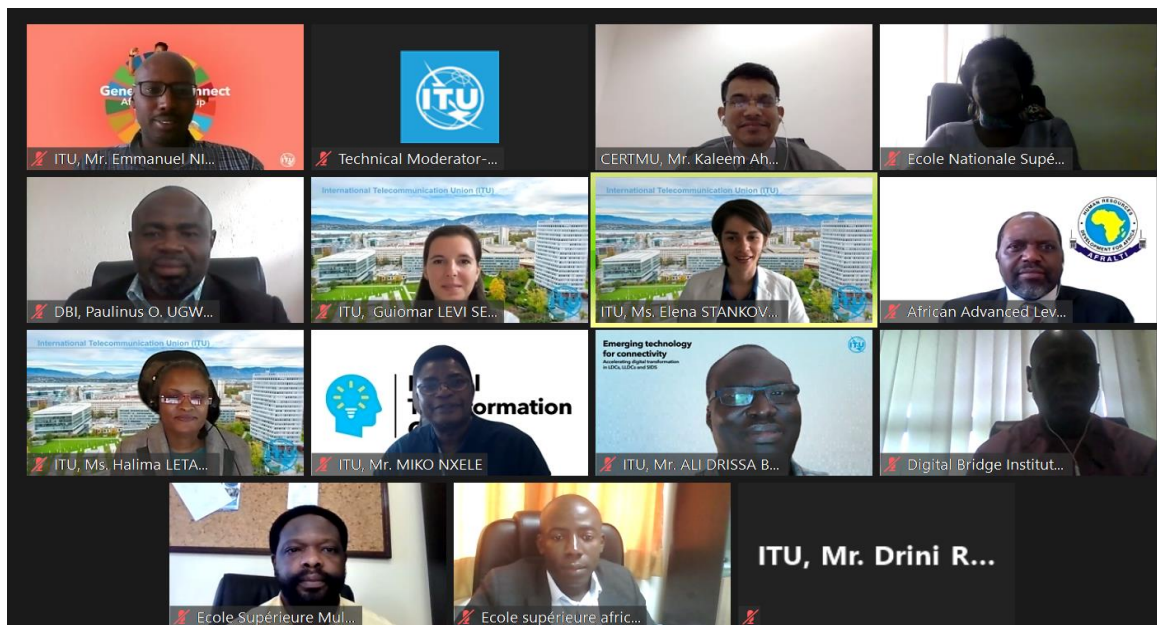 ITU, Mr. Emmanuel NI...
ITU
Technical Moderator-...
CERTMU, Mr. Kaleem Ah...
Ecole Nationale Supé...
DBI, Paulinus O. UGW...
International Telecommunication Union (ITU)
ITU, Guiomar LEVI SE...
International Telecommunication Union (ITU)
ITU, Ms. Elena STANKOV...
HUMAN RESOURCES
DEVELOPMENT FOR AFRICA
AFRALTI
African Advanced Lev...
International Telecommunication Union (ITU)
ITU, Ms. Halima LETA...
ormation
ITU, Mr. MIKO NXELE
Emerging technology
for connectivity
Accelerating digital transformation
in LDCs, LLDCs and SIDS
ITU, Mr. ALI DRISSA B...
Digital Bridge Institut...
Ecole Supérieure Mul...
Ecole supérieure afric...
ITU, Mr. Drini R...